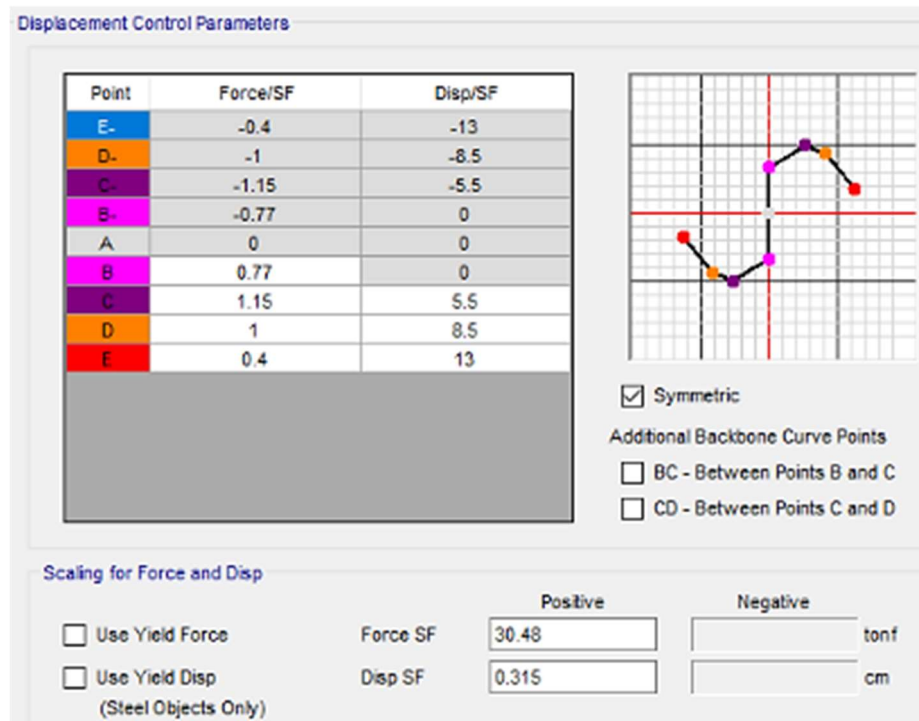 Displacement Control Parameters
Point Force/SF Disp/SF
E- -0.4 -13
D- -1 -8.5
C- -1.15 -5.5
B- -0.77 0
A 0 0
B 0.77 0
C 1.15 5.5
D 1 8.5
E 0.4 13
Symmetric
Additional Backbone Curve Points
BC - Between Points B and C
CD - Between Points C and D
Scaling for Force and Disp
Positive Negative
Use Yield Force Force SF 30.48 tonf
Use Yield Disp Disp SF 0.315 cm
(Steel Objects Only)